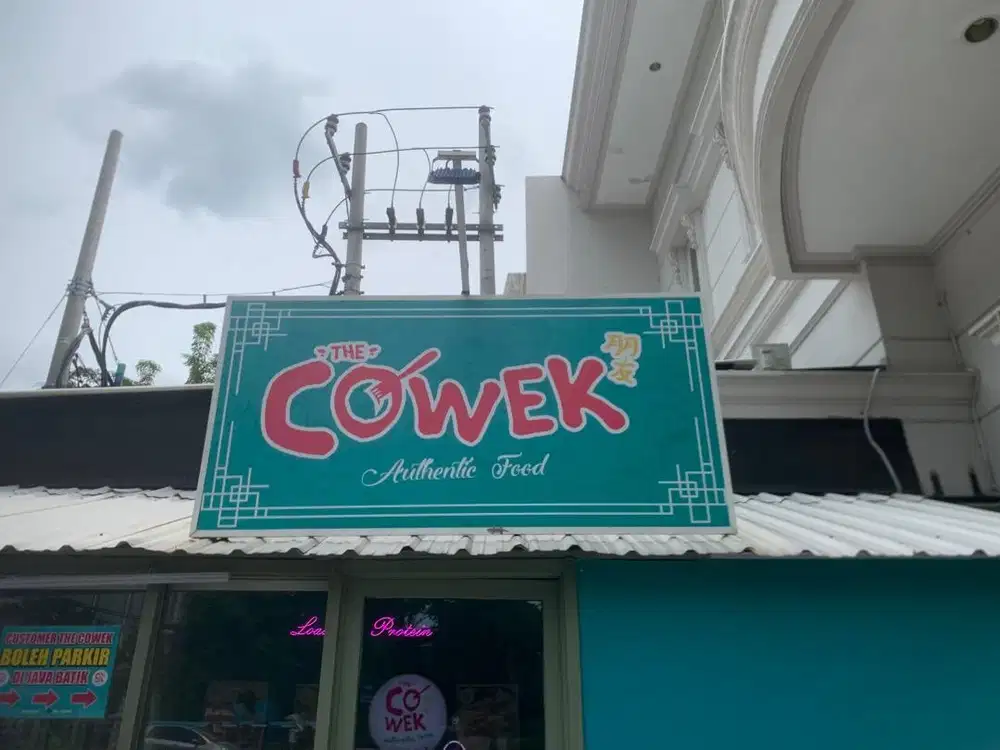 THE
COWEK
朋友
Authentic Food
Protein
CUSTOMER THE COWEK
BOLEH PARKIR
DI JAVA BATIK
CO
WEK